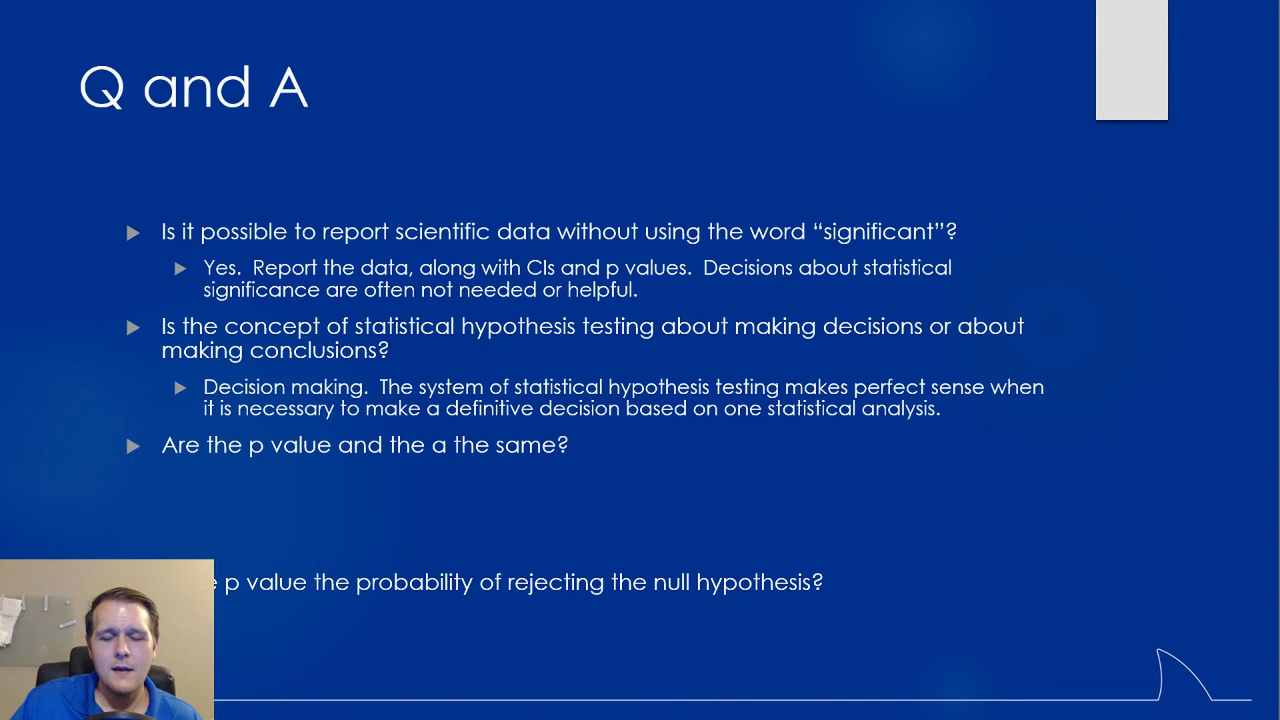 Q and A
Is it possible to report scientific data without using the word “significant”?
Yes.  Report the data, along with CIs and p values.  Decisions about statistical
significance are often not needed or helpful.
Is the concept of statistical hypothesis testing about making decisions or about
making conclusions?
Decision making.  The system of statistical hypothesis testing makes perfect sense when
it is necessary to make a definitive decision based on one statistical analysis.
Are the p value and the a the same?
p value the probability of rejecting the null hypothesis?